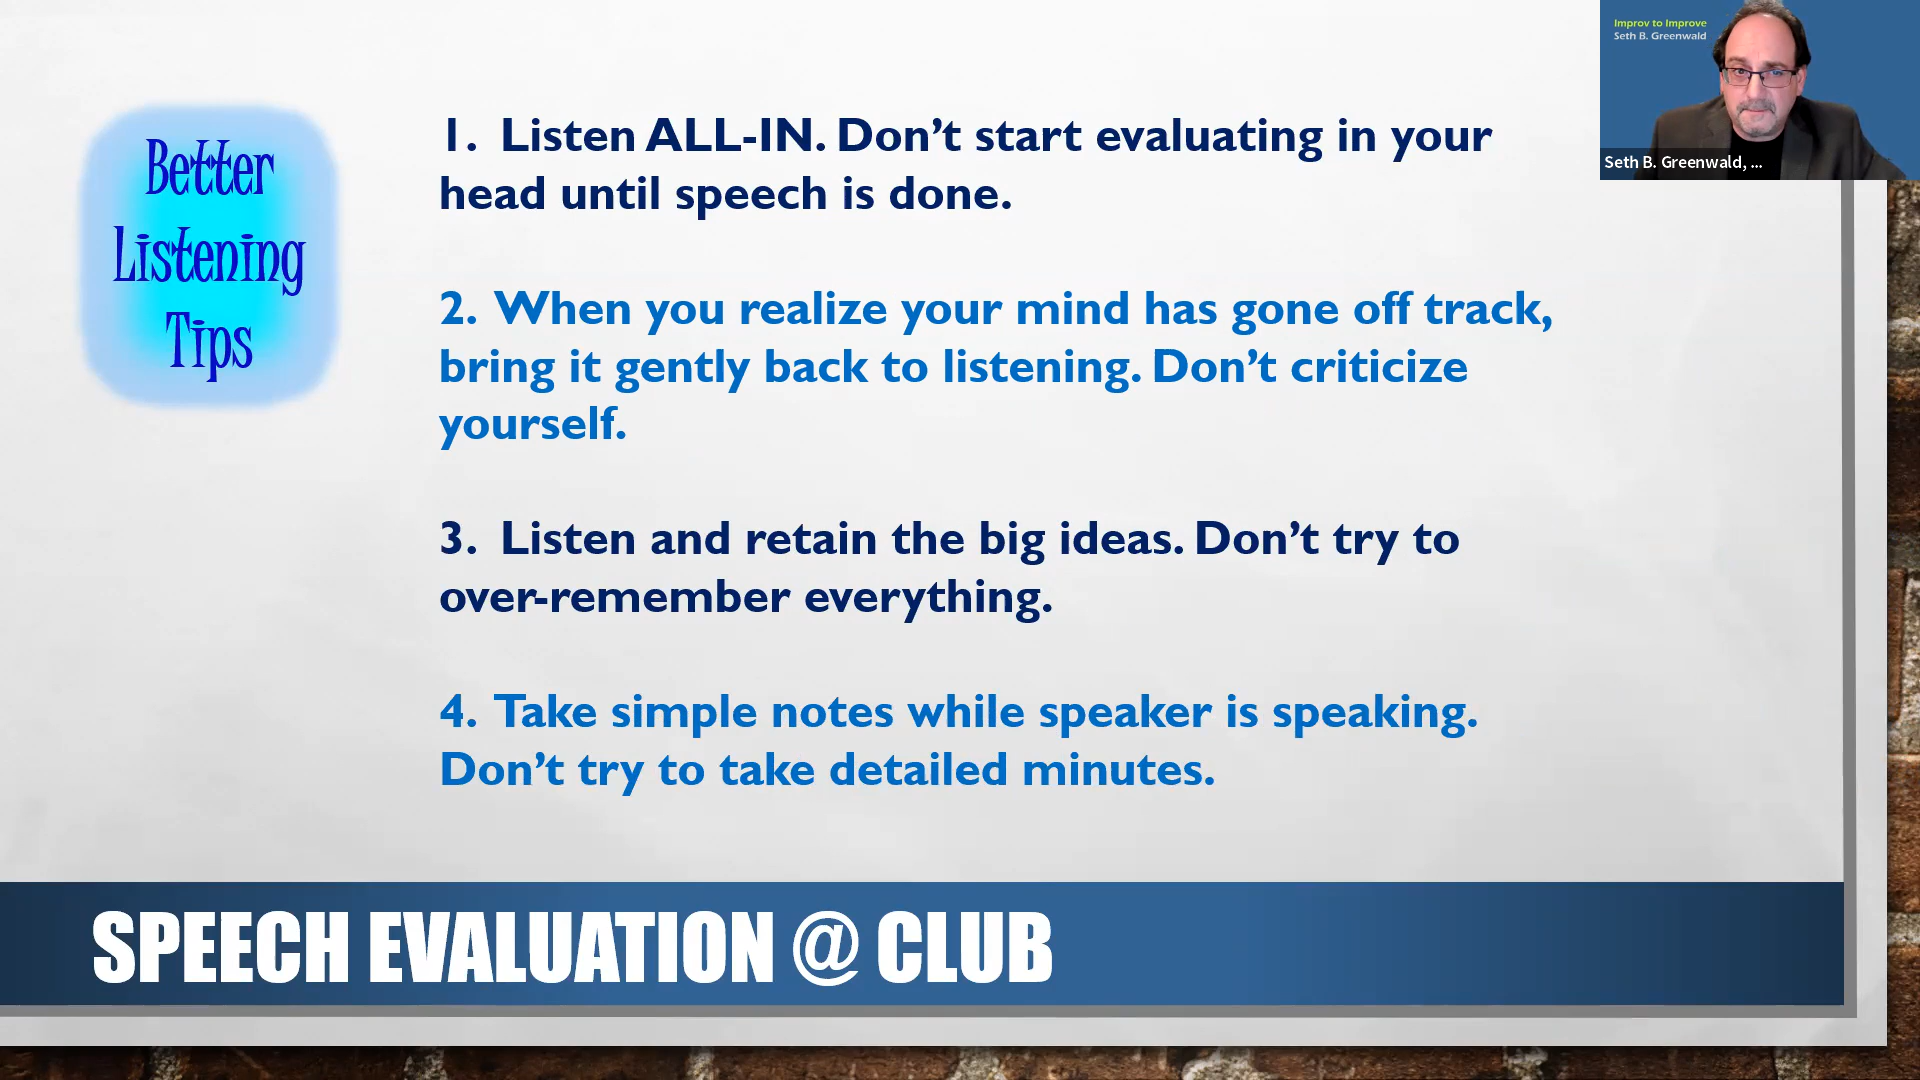 Better
Listening
Tips
1. Listen ALL-IN. Don’t start evaluating in your
head until speech is done.
2. When you realize your mind has gone off track,
bring it gently back to listening. Don’t criticize
yourself.
3. Listen and retain the big ideas. Don’t try to
over-remember everything.
4. Take simple notes while speaker is speaking.
Don’t try to take detailed minutes.
SPEECH EVALUATION @ CLUB
Improv to Improve
Seth B. Greenwald
Seth B. Greenwald, ...